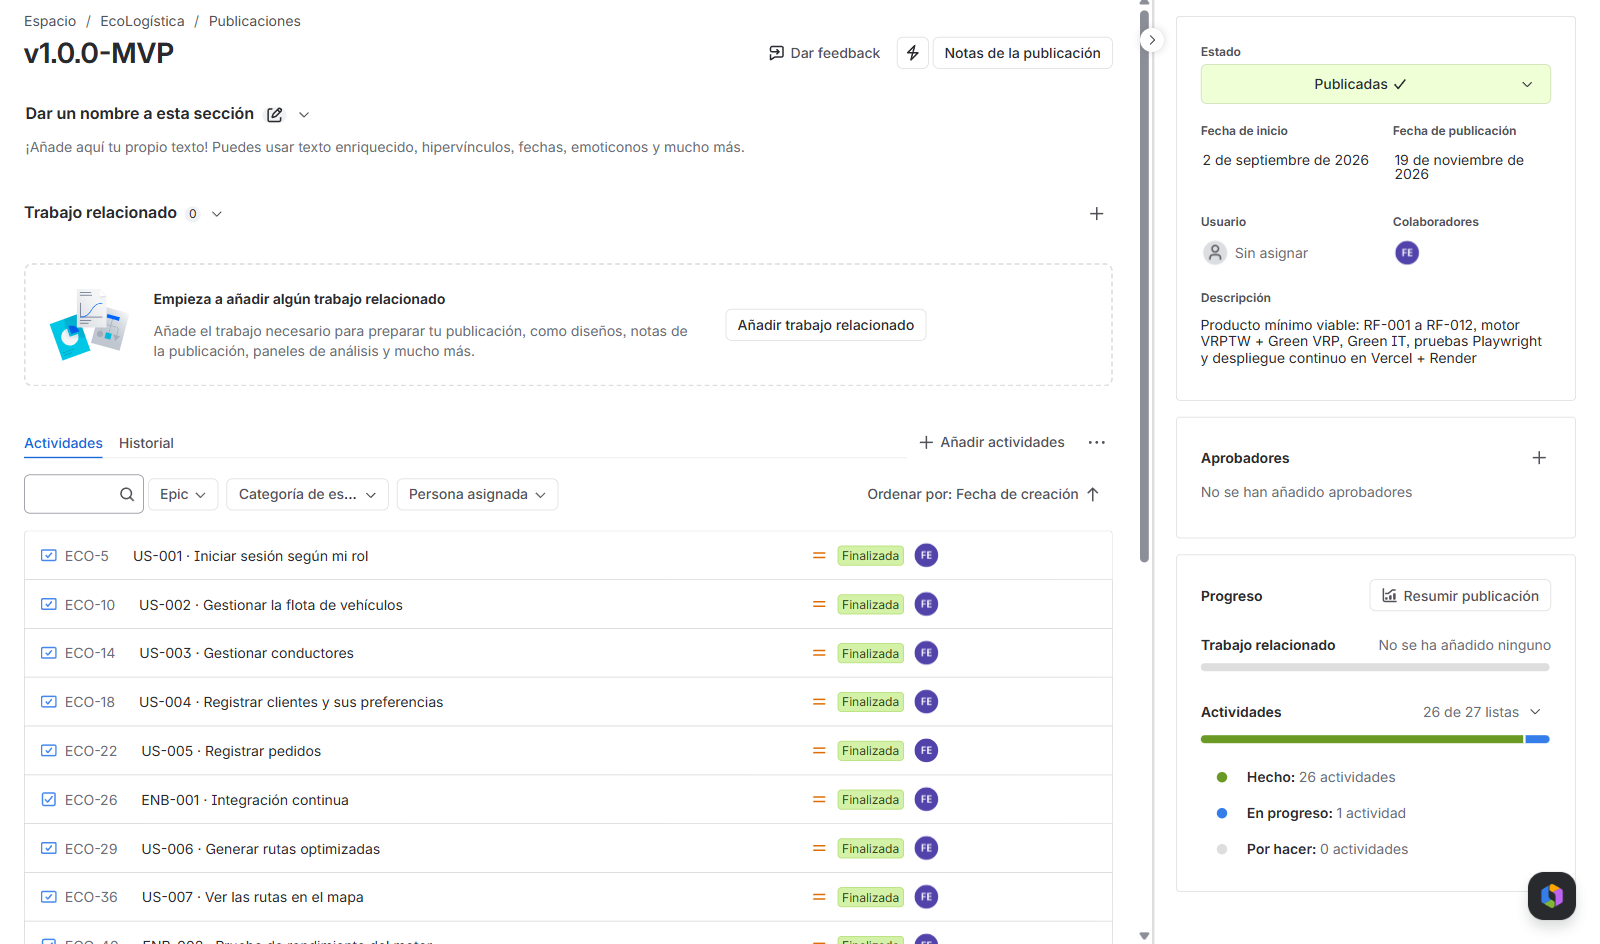 Espacio / EcoLogística / Publicaciones
v1.0.0-MVP
Dar feedback
Notas de la publicación
Dar un nombre a esta sección
¡Añade aquí tu propio texto! Puedes usar texto enriquecido, hipervínculos, fechas, emoticonos y mucho más.
Trabajo relacionado 0
Empieza a añadir algún trabajo relacionado
Añade el trabajo necesario para preparar tu publicación, como diseños, notas de
la publicación, paneles de análisis y mucho más.
Añadir trabajo relacionado
Actividades Historial
Añadir actividades
Epic
Categoría de es...
Persona asignada
Ordenar por: Fecha de creación
ECO-5 US-001 · Iniciar sesión según mi rol Finalizada FE
ECO-10 US-002 · Gestionar la flota de vehículos Finalizada FE
ECO-14 US-003 · Gestionar conductores Finalizada FE
ECO-18 US-004 · Registrar clientes y sus preferencias Finalizada FE
ECO-22 US-005 · Registrar pedidos Finalizada FE
ECO-26 ENB-001 · Integración continua Finalizada FE
ECO-29 US-006 · Generar rutas optimizadas Finalizada FE
ECO-36 US-007 · Ver las rutas en el mapa Finalizada FE
Estado
Publicadas
Fecha de inicio
2 de septiembre de 2026
Fecha de publicación
19 de noviembre de
2026
Usuario
Sin asignar
Colaboradores
FE
Descripción
Producto mínimo viable: RF-001 a RF-012, motor
VRPTW + Green VRP, Green IT, pruebas Playwright
y despliegue continuo en Vercel + Render
Aprobadores
No se han añadido aprobadores
Progreso
Resumir publicación
Trabajo relacionado No se ha añadido ninguno
Actividades 26 de 27 listas
Hecho: 26 actividades
En progreso: 1 actividad
Por hacer: 0 actividades